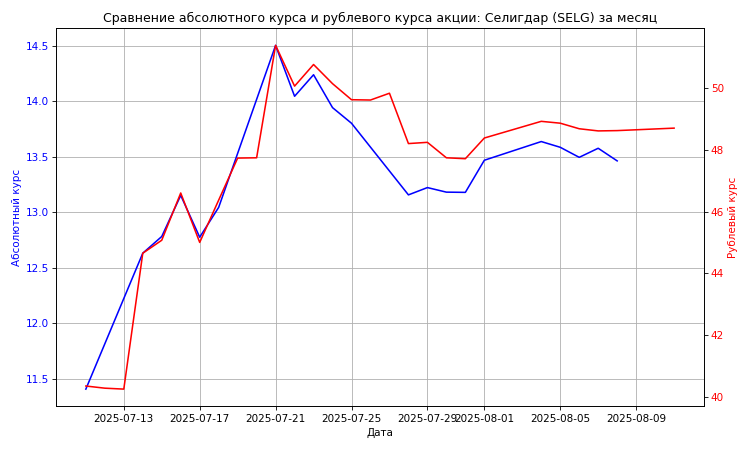 Сравнение абсолютного курса и рублевого курса акции: Селигдар (SELG) за месяц
14.5
14.0
13.5
13.0
12.5
12.0
11.5
Абсолютный курс
50
48
46
44
42
40
Рублевый курс
2025-07-13 2025-07-17 2025-07-21 2025-07-25 2025-07-29 2025-08-01 2025-08-05 2025-08-09
Дата